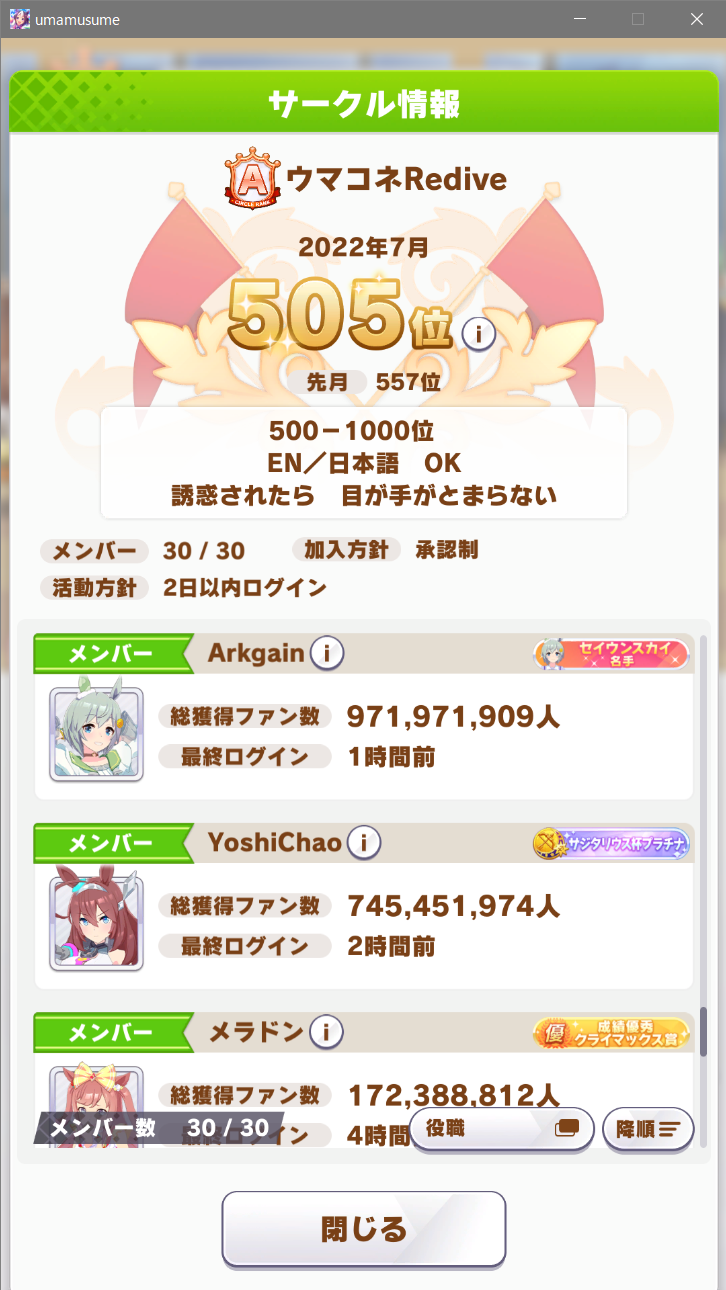 umamusume
サークル情報
A
CIRCLE RANK
ウマコネRedive
2022年7月
505位
i
先月 557位
500－1000位
EN／日本語　OK
誘惑されたら　目が手がとまらない
メンバー 30 / 30 加入方針 承認制
活動方針 2日以内ログイン
メンバー Arkgain i セイウンスカイ
名手
総獲得ファン数 971,971,909人
最終ログイン 1時間前
メンバー YoshiChao i サジタリウス杯プラチナ
総獲得ファン数 745,451,974人
最終ログイン 2時間前
メンバー メラドン i 優 成績優秀
クライマックス賞
総獲得ファン数 172,388,812人
メンバー数 30 / 30 イン 4時間 役職 降順
閉じる